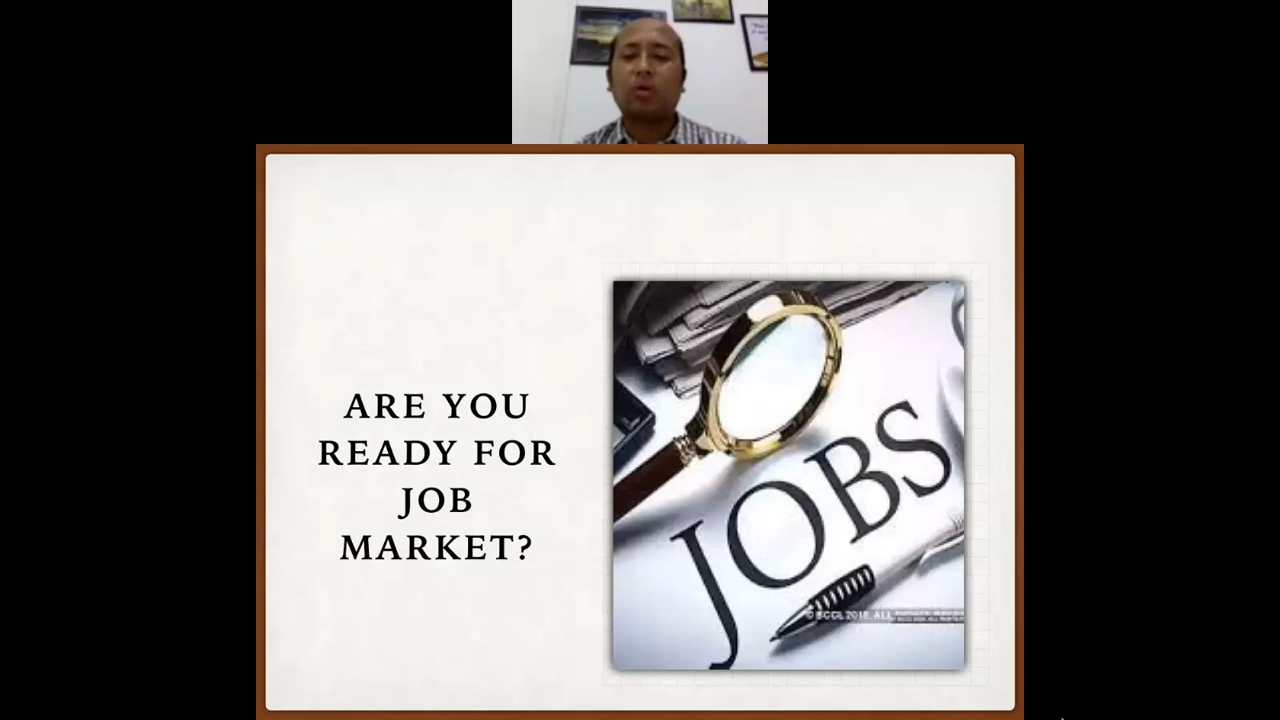 ARE YOU
READY FOR
JOB
MARKET?
JOBS
© BCCL 2018. ALL